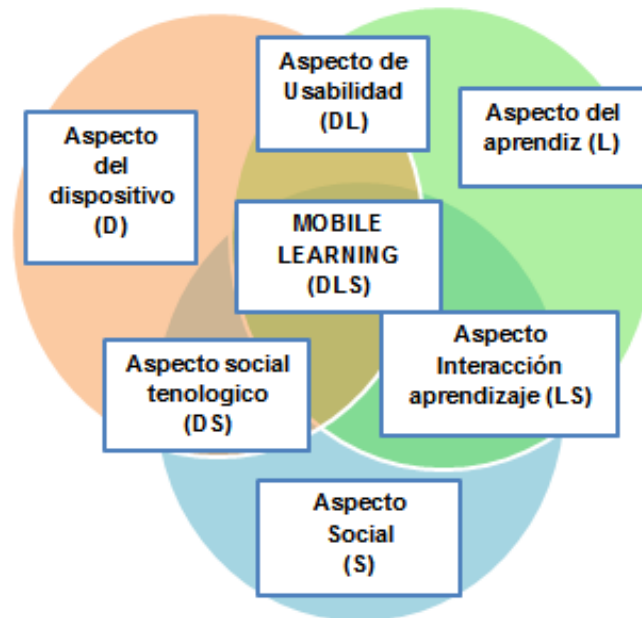 Aspecto de
Usabilidad
(DL)
Aspecto del
aprendiz (L)
Aspecto
del
dispositivo
(D)
MOBILE
LEARNING
(DLS)
Aspecto
Interacción
aprendizaje (LS)
Aspecto social
tenologico
(DS)
Aspecto
Social
(S)